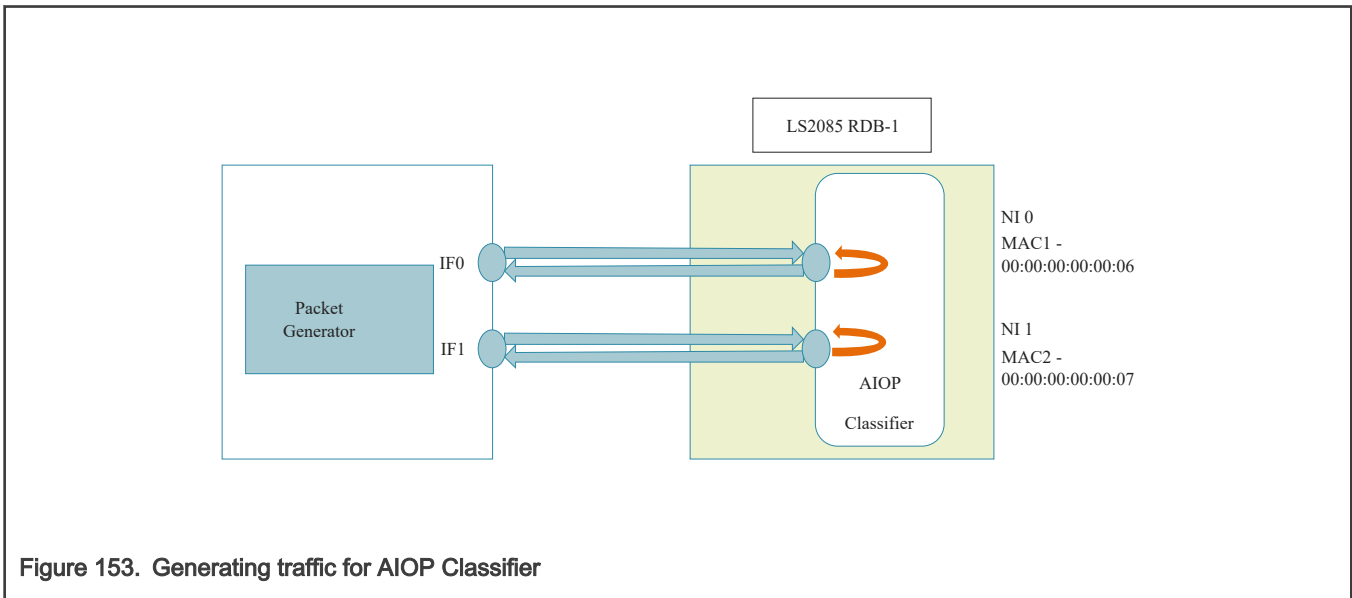 LS2085 RDB-1
NI 0
MAC1 -
00:00:00:00:00:06
IF0
Packet
Generator
IF1
NI 1
MAC2 -
00:00:00:00:00:07
AIOP
Classifier
Figure 153. Generating traffic for AIOP Classifier